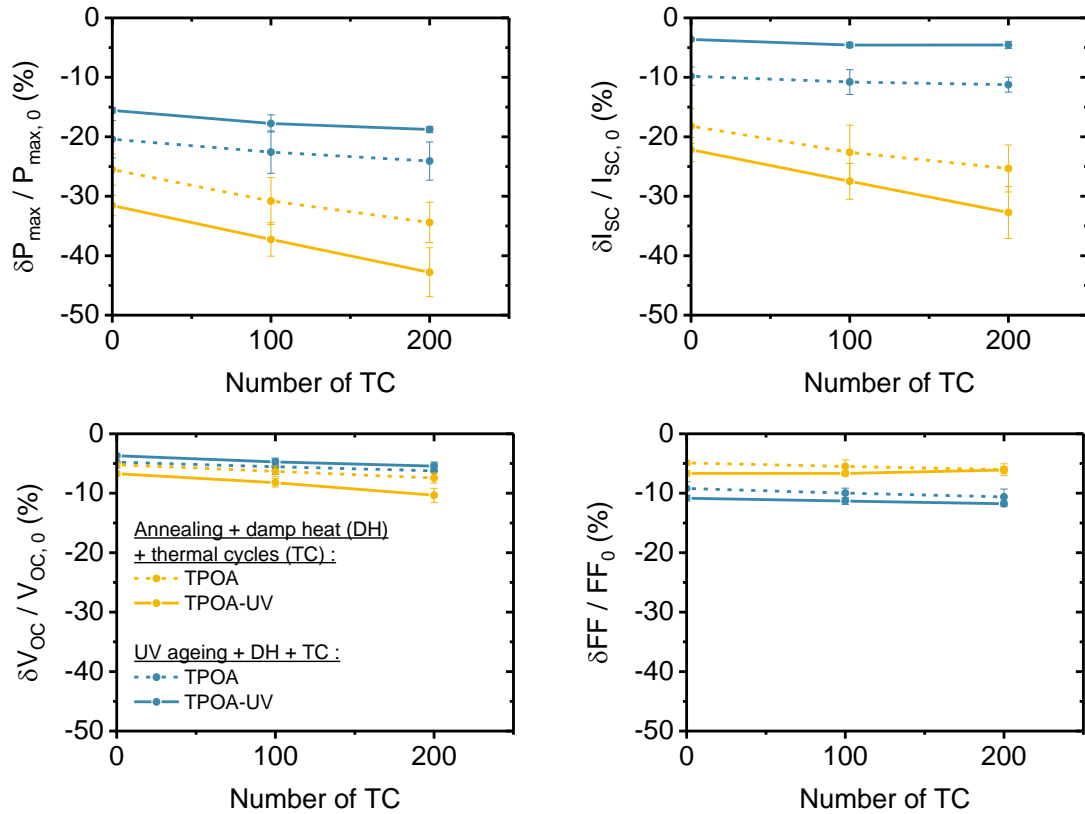 0
-10
-20
-30
-40
-50
δP_max / P_max, 0 (%)
0 100 200
Number of TC
0
-10
-20
-30
-40
-50
δI_SC / I_SC, 0 (%)
0 100 200
Number of TC
0
-10
-20
-30
-40
-50
δV_OC / V_OC, 0 (%)
Annealing + damp heat (DH)
+ thermal cycles (TC) :
TPOA
TPOA-UV
UV ageing + DH + TC :
TPOA
TPOA-UV
0 100 200
Number of TC
0
-10
-20
-30
-40
-50
δFF / FF_0 (%)
0 100 200
Number of TC